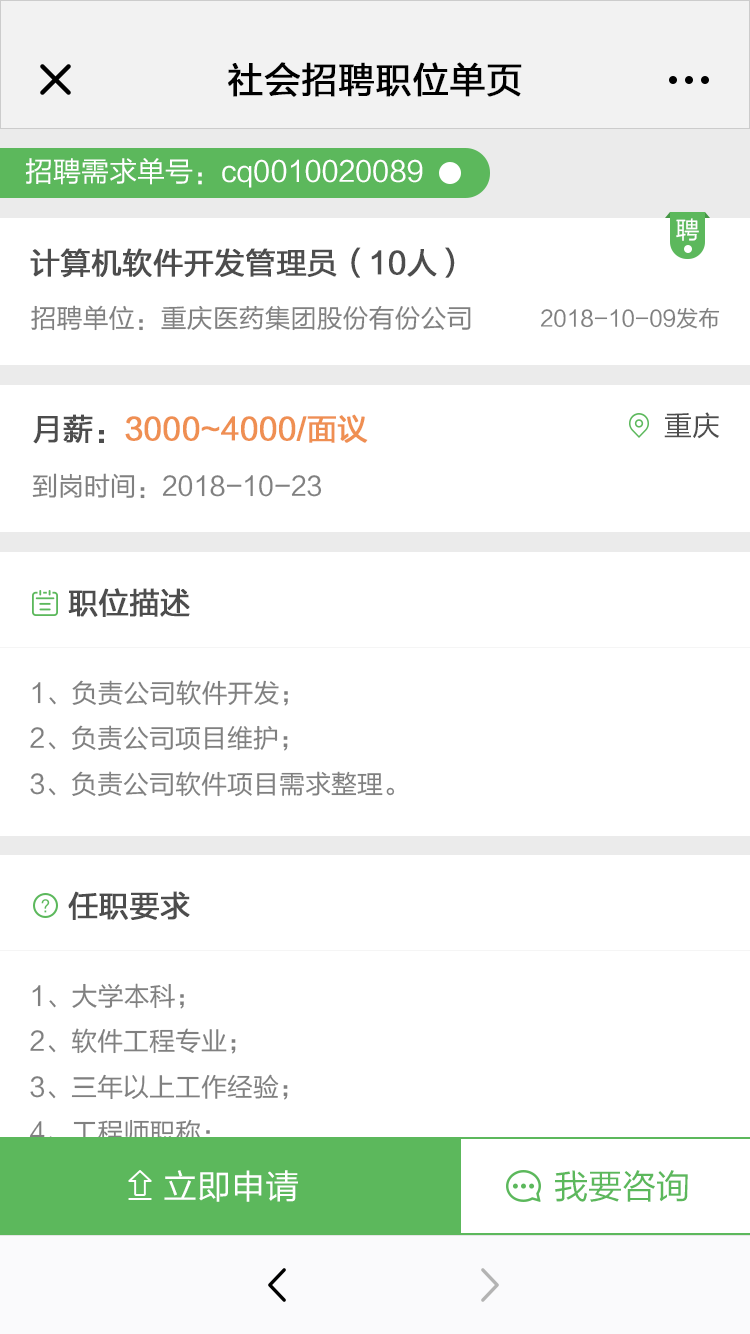 社会招聘职位单页
招聘需求单号：cq0010020089
聘
计算机软件开发管理员（10人）
招聘单位：重庆医药集团股份有份公司 2018-10-09发布
月薪：3000~4000/面议 重庆
到岗时间：2018-10-23
职位描述
1、负责公司软件开发；
2、负责公司项目维护；
3、负责公司软件项目需求整理。
任职要求
1、大学本科；
2、软件工程专业；
3、三年以上工作经验；
4、工程师职称；
立即申请 我要咨询